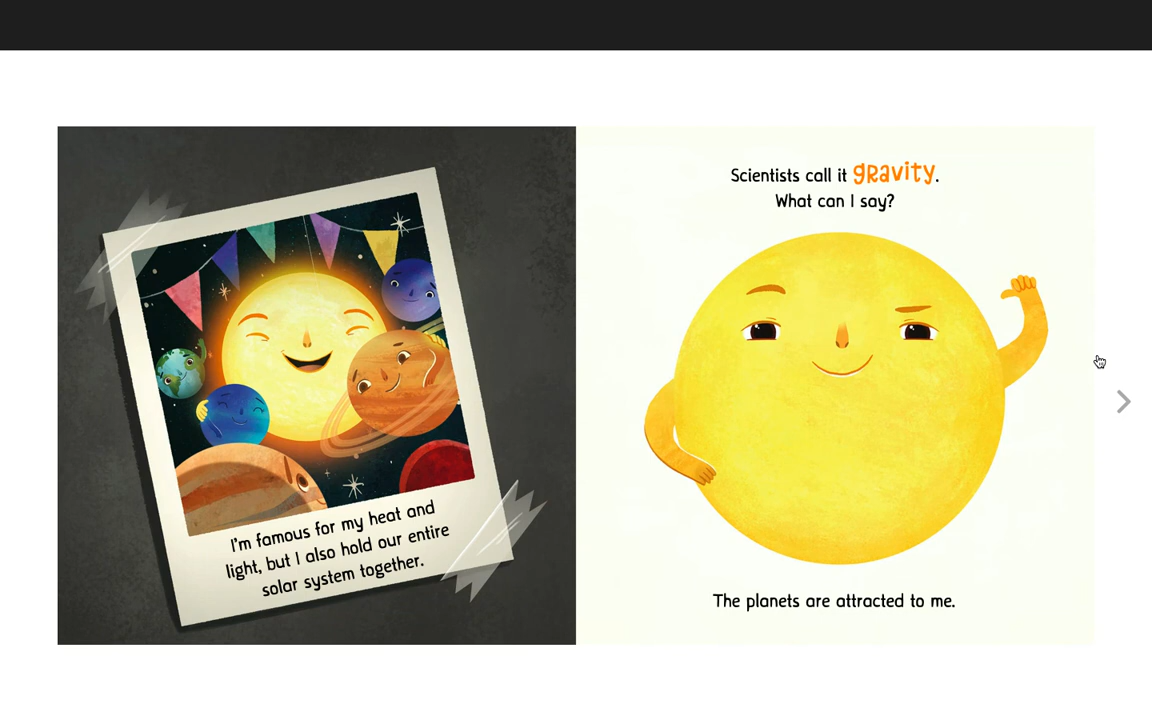 I'm famous for my heat and
light, but I also hold our entire
solar system together.
Scientists call it gravity.
What can I say?
The planets are attracted to me.